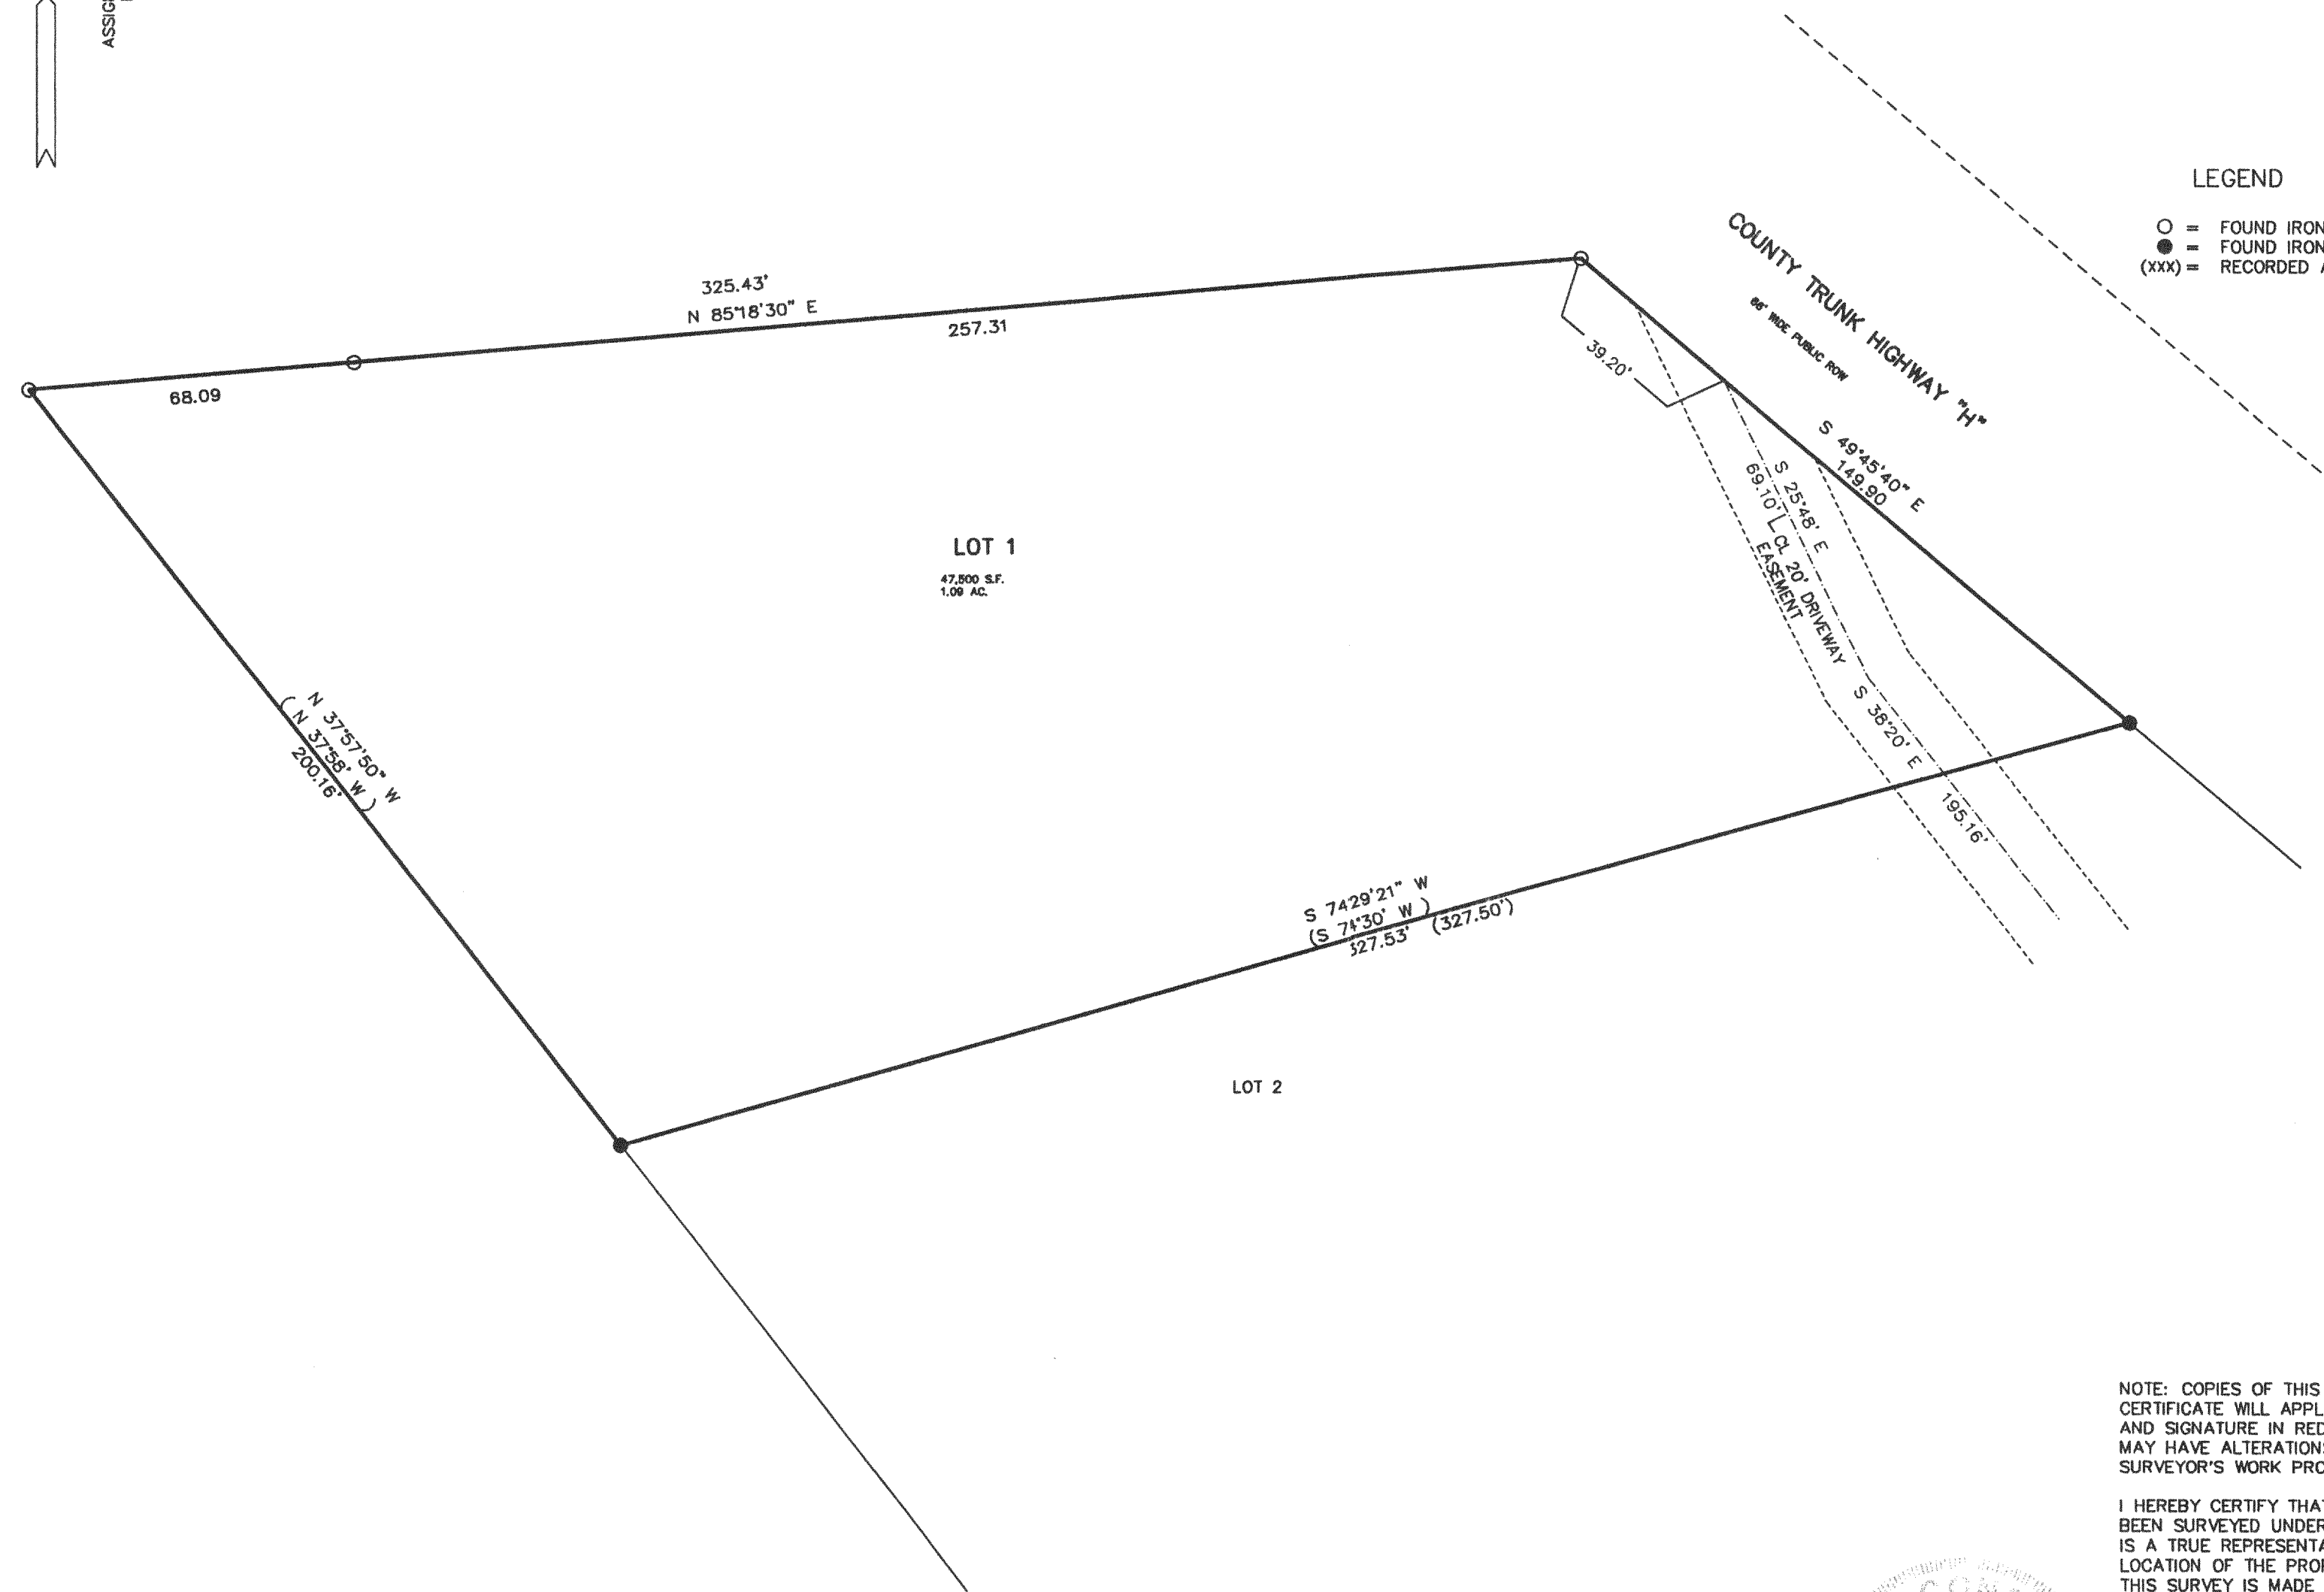 ASSIG
LEGEND
○ = FOUND IRON
● = FOUND IRON
(XXX) = RECORDED A
COUNTY TRUNK HIGHWAY "H"
66' WIDE PUBLIC ROW
325.43'
N 85°18'30" E
257.31
68.09
39.20'
S 49°45'40" E
149.90
S 25°48' E
69.10'
CL 20' DRIVEWAY
EASEMENT
S 38°20' E
195.16'
LOT 1
47,500 S.F.
1.09 AC.
N 37°57'50" W
(N 37°58' W)
200.16'
S 74°29'21" W
(S 74°30' W)
327.53' (327.50')
LOT 2
NOTE: COPIES OF THIS
CERTIFICATE WILL APPL
AND SIGNATURE IN RED
MAY HAVE ALTERATION
SURVEYOR'S WORK PRO
I HEREBY CERTIFY THAT
BEEN SURVEYED UNDER
IS A TRUE REPRESENTA
LOCATION OF THE PROP
THIS SURVEY IS MADE